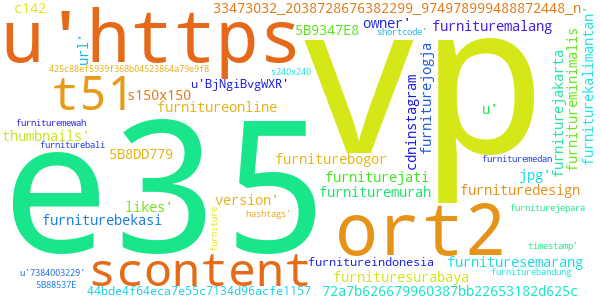 c142
33473032_2038728676382299_974978999488872448_n-
u'https
url'
owner'
shortcode'
furnituremalang
5B9347E8
vp
425c88ef5939f368b04523864a79e9f8
s240x240
t51
s150x150
u'BjNgiBvgWXR'
furnitureonline
cdninstagram
furniturejogja
u'
furniturejakarta
furnitureminimalis
furniturekalimantan
e35
furnituremewah
thumbnails'
furniturebali
5B8DD779
furniturebogor
furnituremedan
furniturejati
jpg'
furnituremurah
furnituredesign
likes'
version'
ort2
furniturejepara
furniturebekasi
hashtags'
furniture
timestamp'
scontent
furnitureindonesia
furnituresemarang
u'7384003229'
furnituresurabaya
furniturebandung
5B88537E
44bde4f64eca7e55c7134d96acfe1157
72a7b626679960387bb22653182d625c